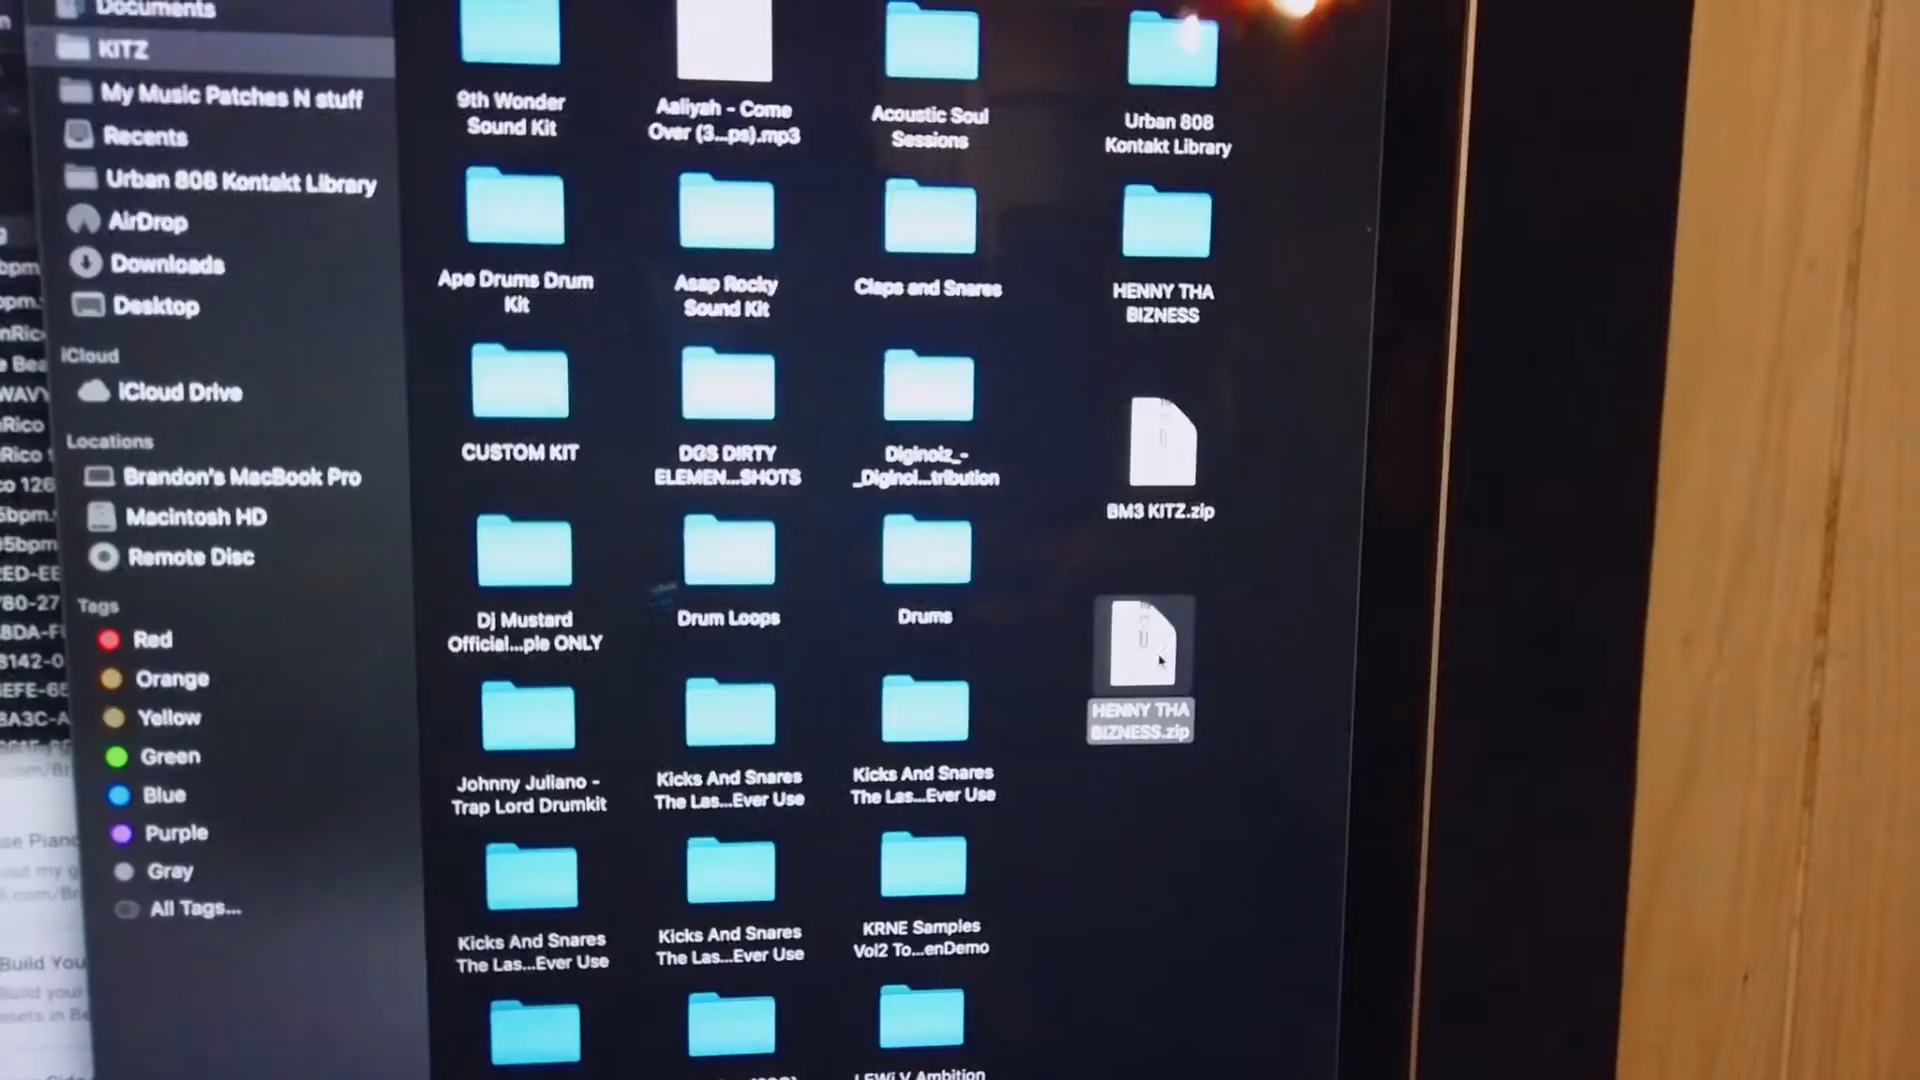 Documents
KITZ
My Music Patches N stuff
Recents
Urban 808 Kontakt Library
AirDrop
Downloads
Desktop
iCloud
iCloud Drive
Locations
Brandon's MacBook Pro
Macintosh HD
Remote Disc
Tags
Red
Orange
Yellow
Green
Blue
Purple
Gray
All Tags...
9th Wonder
Sound Kit
Aaliyah - Come
Over (3...ps).mp3
Acoustic Soul
Sessions
Urban 808
Kontakt Library
Ape Drums Drum
Kit
Asap Rocky
Sound Kit
Claps and Snares
HENNY THA
BIZNESS
CUSTOM KIT
DGS DIRTY
ELEMEN...SHOTS
Diginoiz_-
_Diginoi...tribution
BM3 KITZ.zip
Dj Mustard
Official...ple ONLY
Drum Loops
Drums
HENNY THA
BIZNESS.zip
Johnny Juliano -
Trap Lord Drumkit
Kicks And Snares
The Las...Ever Use
Kicks And Snares
The Las...Ever Use
Kicks And Snares
The Las...Ever Use
Kicks And Snares
The Las...Ever Use
KRNE Samples
Vol2 To...enDemo
Build You